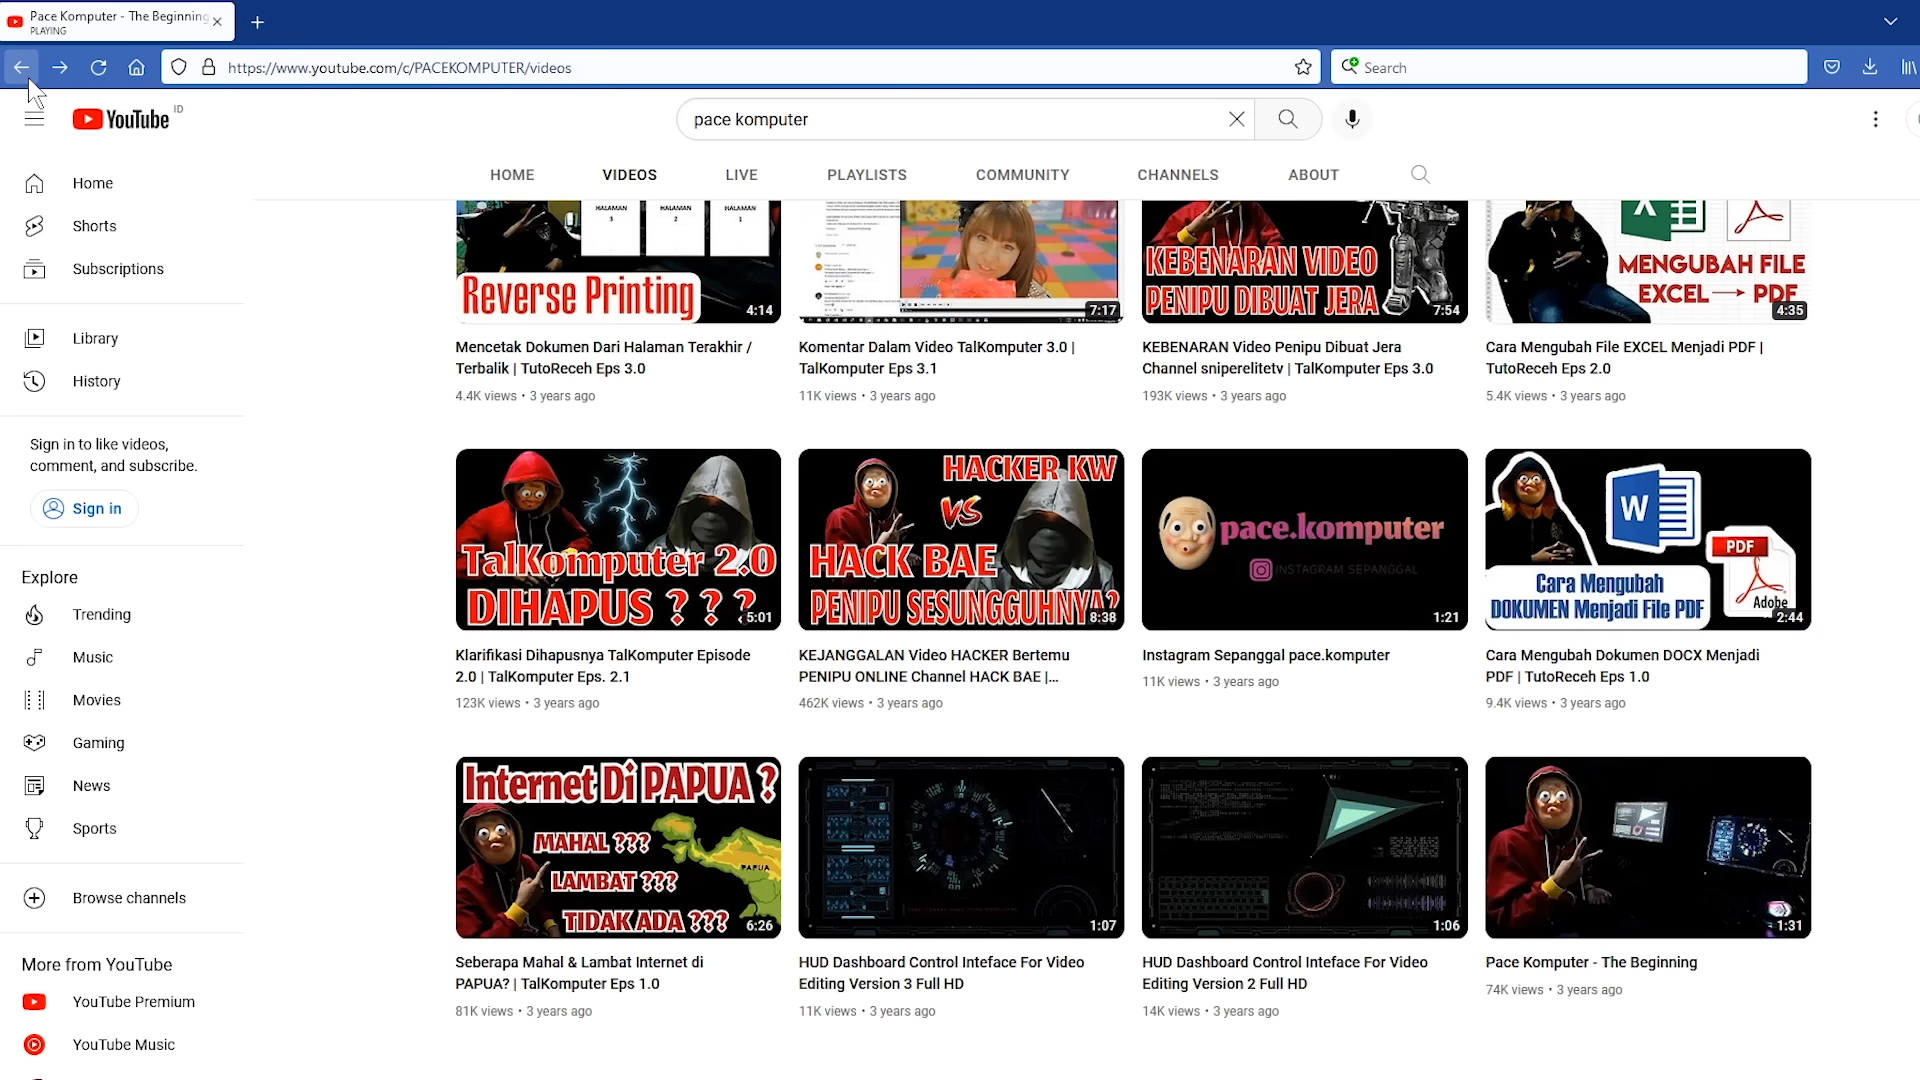 Pace Komputer - The Beginning
PLAYING
https://www.youtube.com/c/PACEKOMPUTER/videos
Search
YouTube ID
pace komputer
HOME VIDEOS LIVE PLAYLISTS COMMUNITY CHANNELS ABOUT
Home
Shorts
Subscriptions
Library
History
Sign in to like videos,
comment, and subscribe.
Sign in
Explore
Trending
Music
Movies
Gaming
News
Sports
Browse channels
More from YouTube
YouTube Premium
YouTube Music
HALAMAN 3
HALAMAN 2
HALAMAN 1
Reverse Printing
4:14
Mencetak Dokumen Dari Halaman Terakhir /
Terbalik | TutoReceh Eps 3.0
4.4K views • 3 years ago
7:17
Komentar Dalam Video TalKomputer 3.0 |
TalKomputer Eps 3.1
11K views • 3 years ago
KEBENARAN VIDEO
PENIPU DIBUAT JERA
7:54
KEBENARAN Video Penipu Dibuat Jera
Channel sniperelitetv | TalKomputer Eps 3.0
193K views • 3 years ago
MENGUBAH FILE
EXCEL → PDF
4:35
Cara Mengubah File EXCEL Menjadi PDF |
TutoReceh Eps 2.0
5.4K views • 3 years ago
TalKomputer 2.0
DIHAPUS ? ? ?
5:01
Klarifikasi Dihapusnya TalKomputer Episode
2.0 | TalKomputer Eps. 2.1
123K views • 3 years ago
HACKER KW
VS
HACK BAE
PENIPU SESUNGGUHNYA?
8:38
KEJANGGALAN Video HACKER Bertemu
PENIPU ONLINE Channel HACK BAE |...
462K views • 3 years ago
pace.komputer
INSTAGRAM SEPANGGAL
1:21
Instagram Sepanggal pace.komputer
11K views • 3 years ago
W
PDF
Adobe
Cara Mengubah
DOKUMEN Menjadi File PDF
2:44
Cara Mengubah Dokumen DOCX Menjadi
PDF | TutoReceh Eps 1.0
9.4K views • 3 years ago
Internet Di PAPUA ?
MAHAL ???
LAMBAT ???
TIDAK ADA ???
PAPUA
6:26
Seberapa Mahal & Lambat Internet di
PAPUA? | TalKomputer Eps 1.0
81K views • 3 years ago
1:07
HUD Dashboard Control Inteface For Video
Editing Version 3 Full HD
11K views • 3 years ago
1:06
HUD Dashboard Control Inteface For Video
Editing Version 2 Full HD
14K views • 3 years ago
1:31
Pace Komputer - The Beginning
74K views • 3 years ago